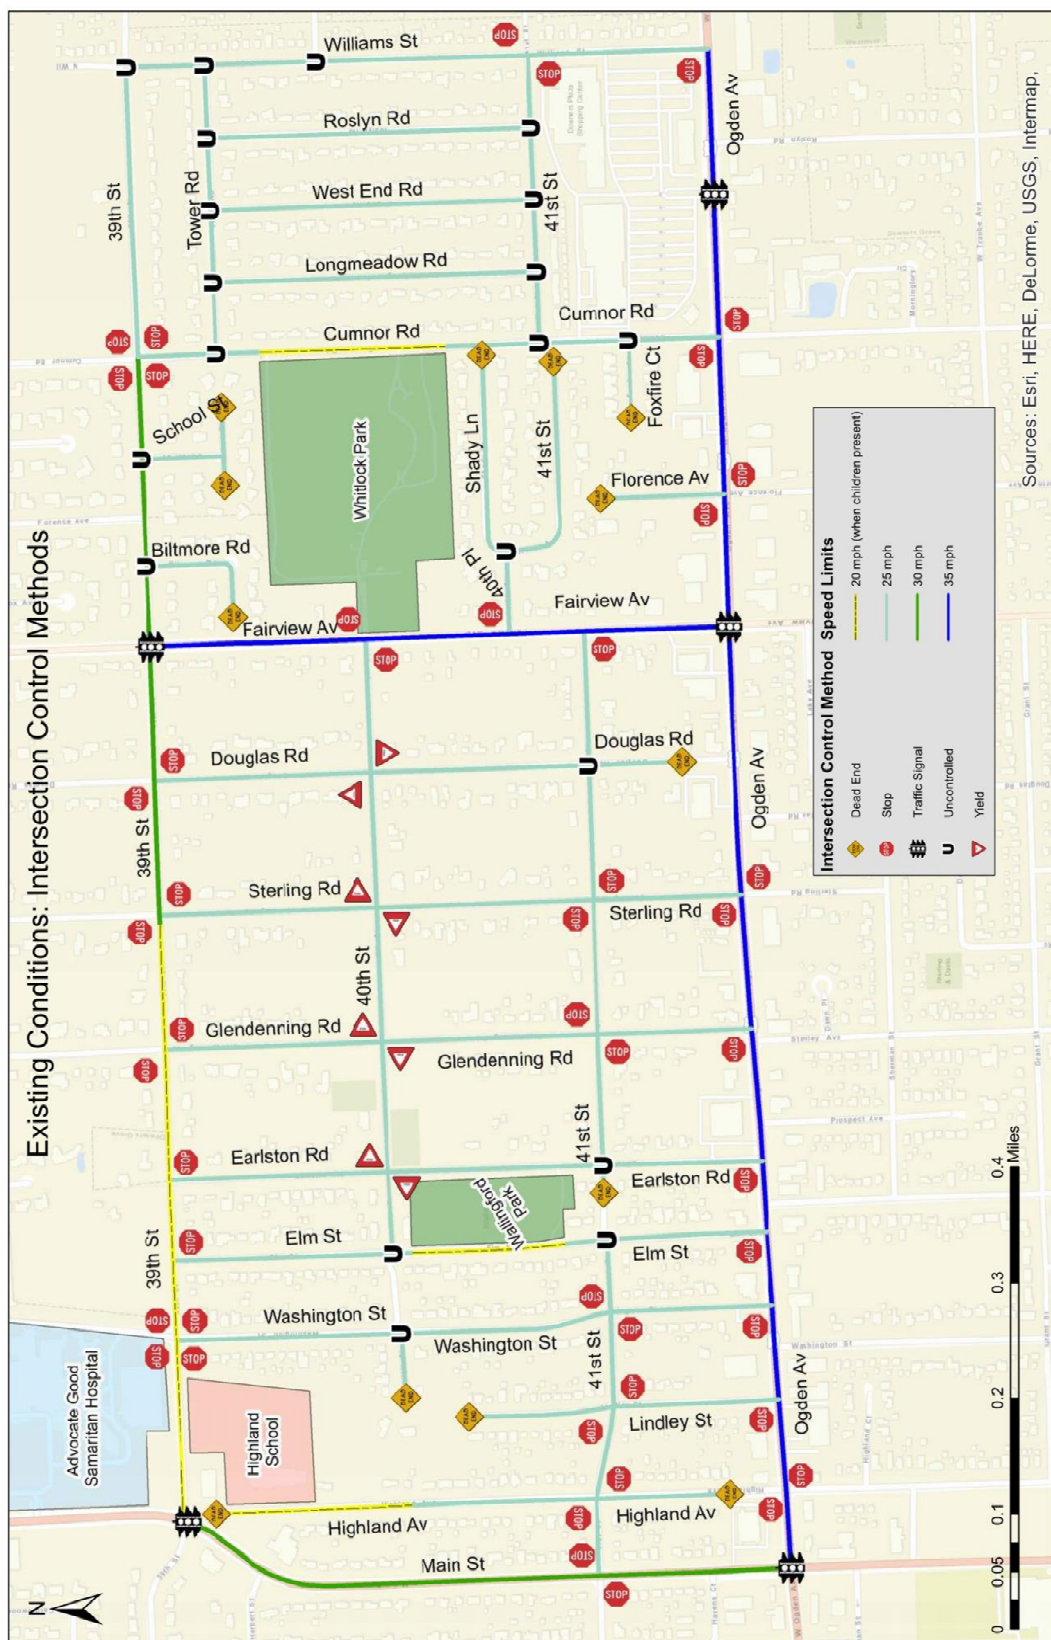 Existing Conditions: Intersection Control Methods
N
Advocate Good
Samaritan Hospital
Highland
School
39th St
39th St
39th St
Main St
Highland Av
Highland Av
Lindley St
Washington St
Washington St
Elm St
Elm St
Wallingford
Park
Earlston Rd
Earlston Rd
Glendenning Rd
Glendenning Rd
40th St
Sterling Rd
Sterling Rd
Douglas Rd
Douglas Rd
41st St
41st St
41st St
41st St
Fairview Av
Fairview Av
Biltmore Rd
School St
Whitlock Park
40th Pl
Shady Ln
Florence Av
Foxfire Ct
Cumnor Rd
Cumnor Rd
Longmeadow Rd
West End Rd
Roslyn Rd
Tower Rd
Williams St
Ogden Av
Ogden Av
Ogden Av
STOP
DEAD END
Intersection Control Method
Dead End
Stop
Traffic Signal
Uncontrolled
Yield
Speed Limits
20 mph (when children present)
25 mph
30 mph
35 mph
0 0.05 0.1 0.2 0.3 0.4
Miles
Sources: Esri, HERE, DeLorme, USGS, Intermap,